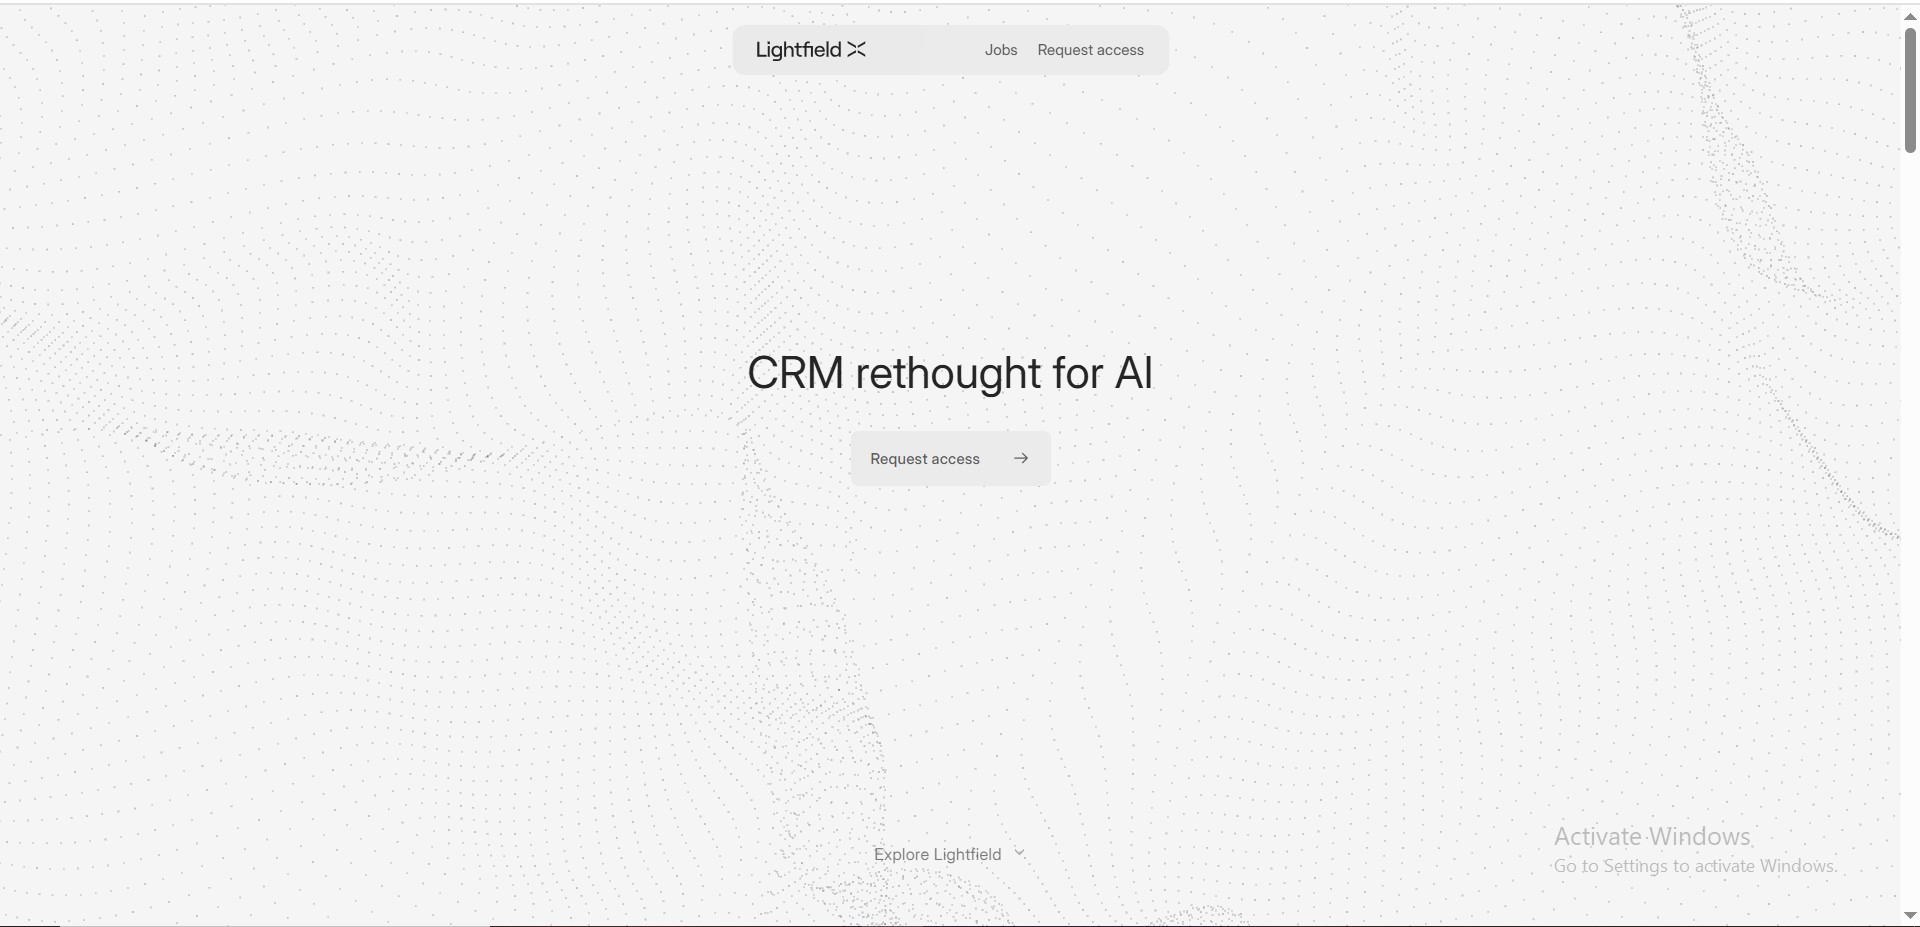 Lightfield
Jobs
Request access
CRM rethought for AI
Request access
Explore Lightfield
Activate Windows
Go to Settings to activate Windows.